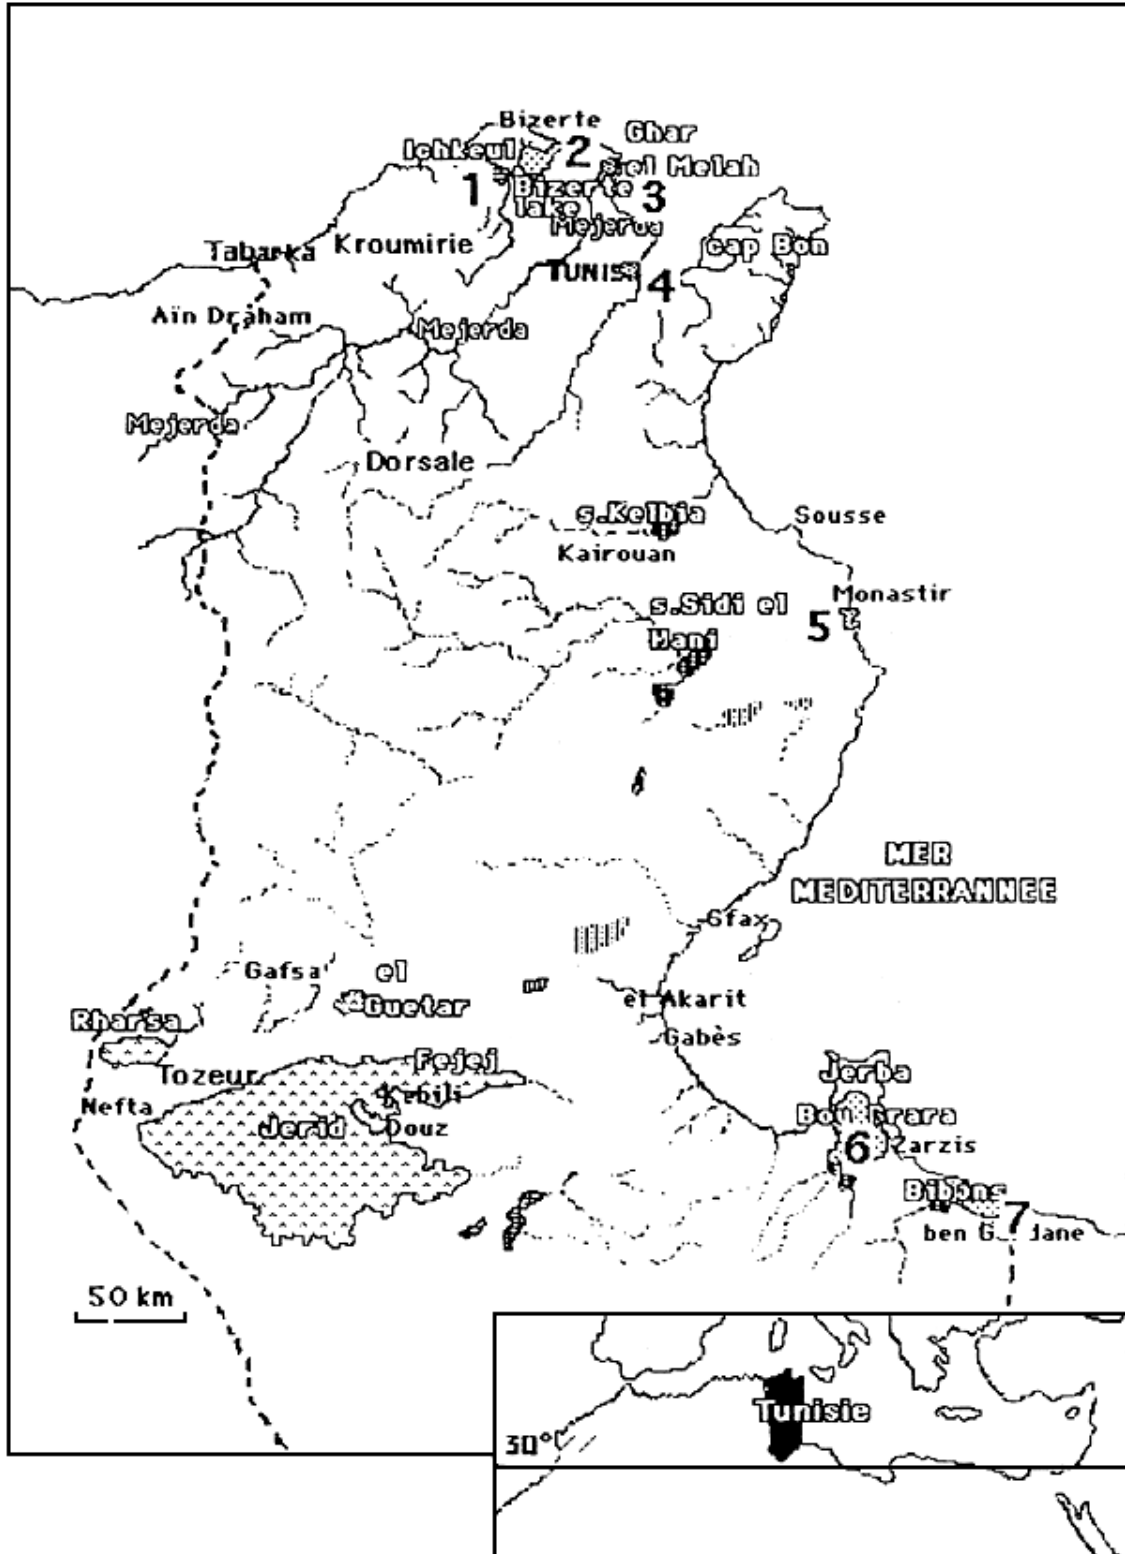 Bizerte
Ghar
Ichkeul
2
s.el Melah
1
Bizerte
3
lake
Mejerda
Kroumirie
cap Bon
Tabarka
TUNIS
4
Aïn Draham
Mejerda
Mejerda
Dorsale
s.Kelbia
Sousse
Kairouan
Monastir
s.Sidi el
5
Hani
MER
MEDITERRANNEE
Sfax
Gafsa
el
Guetar
el Akarit
Rharsa
Gabès
Fejej
Jerba
Tozeur
Kebili
Nefta
Bou Grara
Jerid
Douz
6
Zarzis
Bibans
7
ben Gardane
50 km
Tunisie
30°